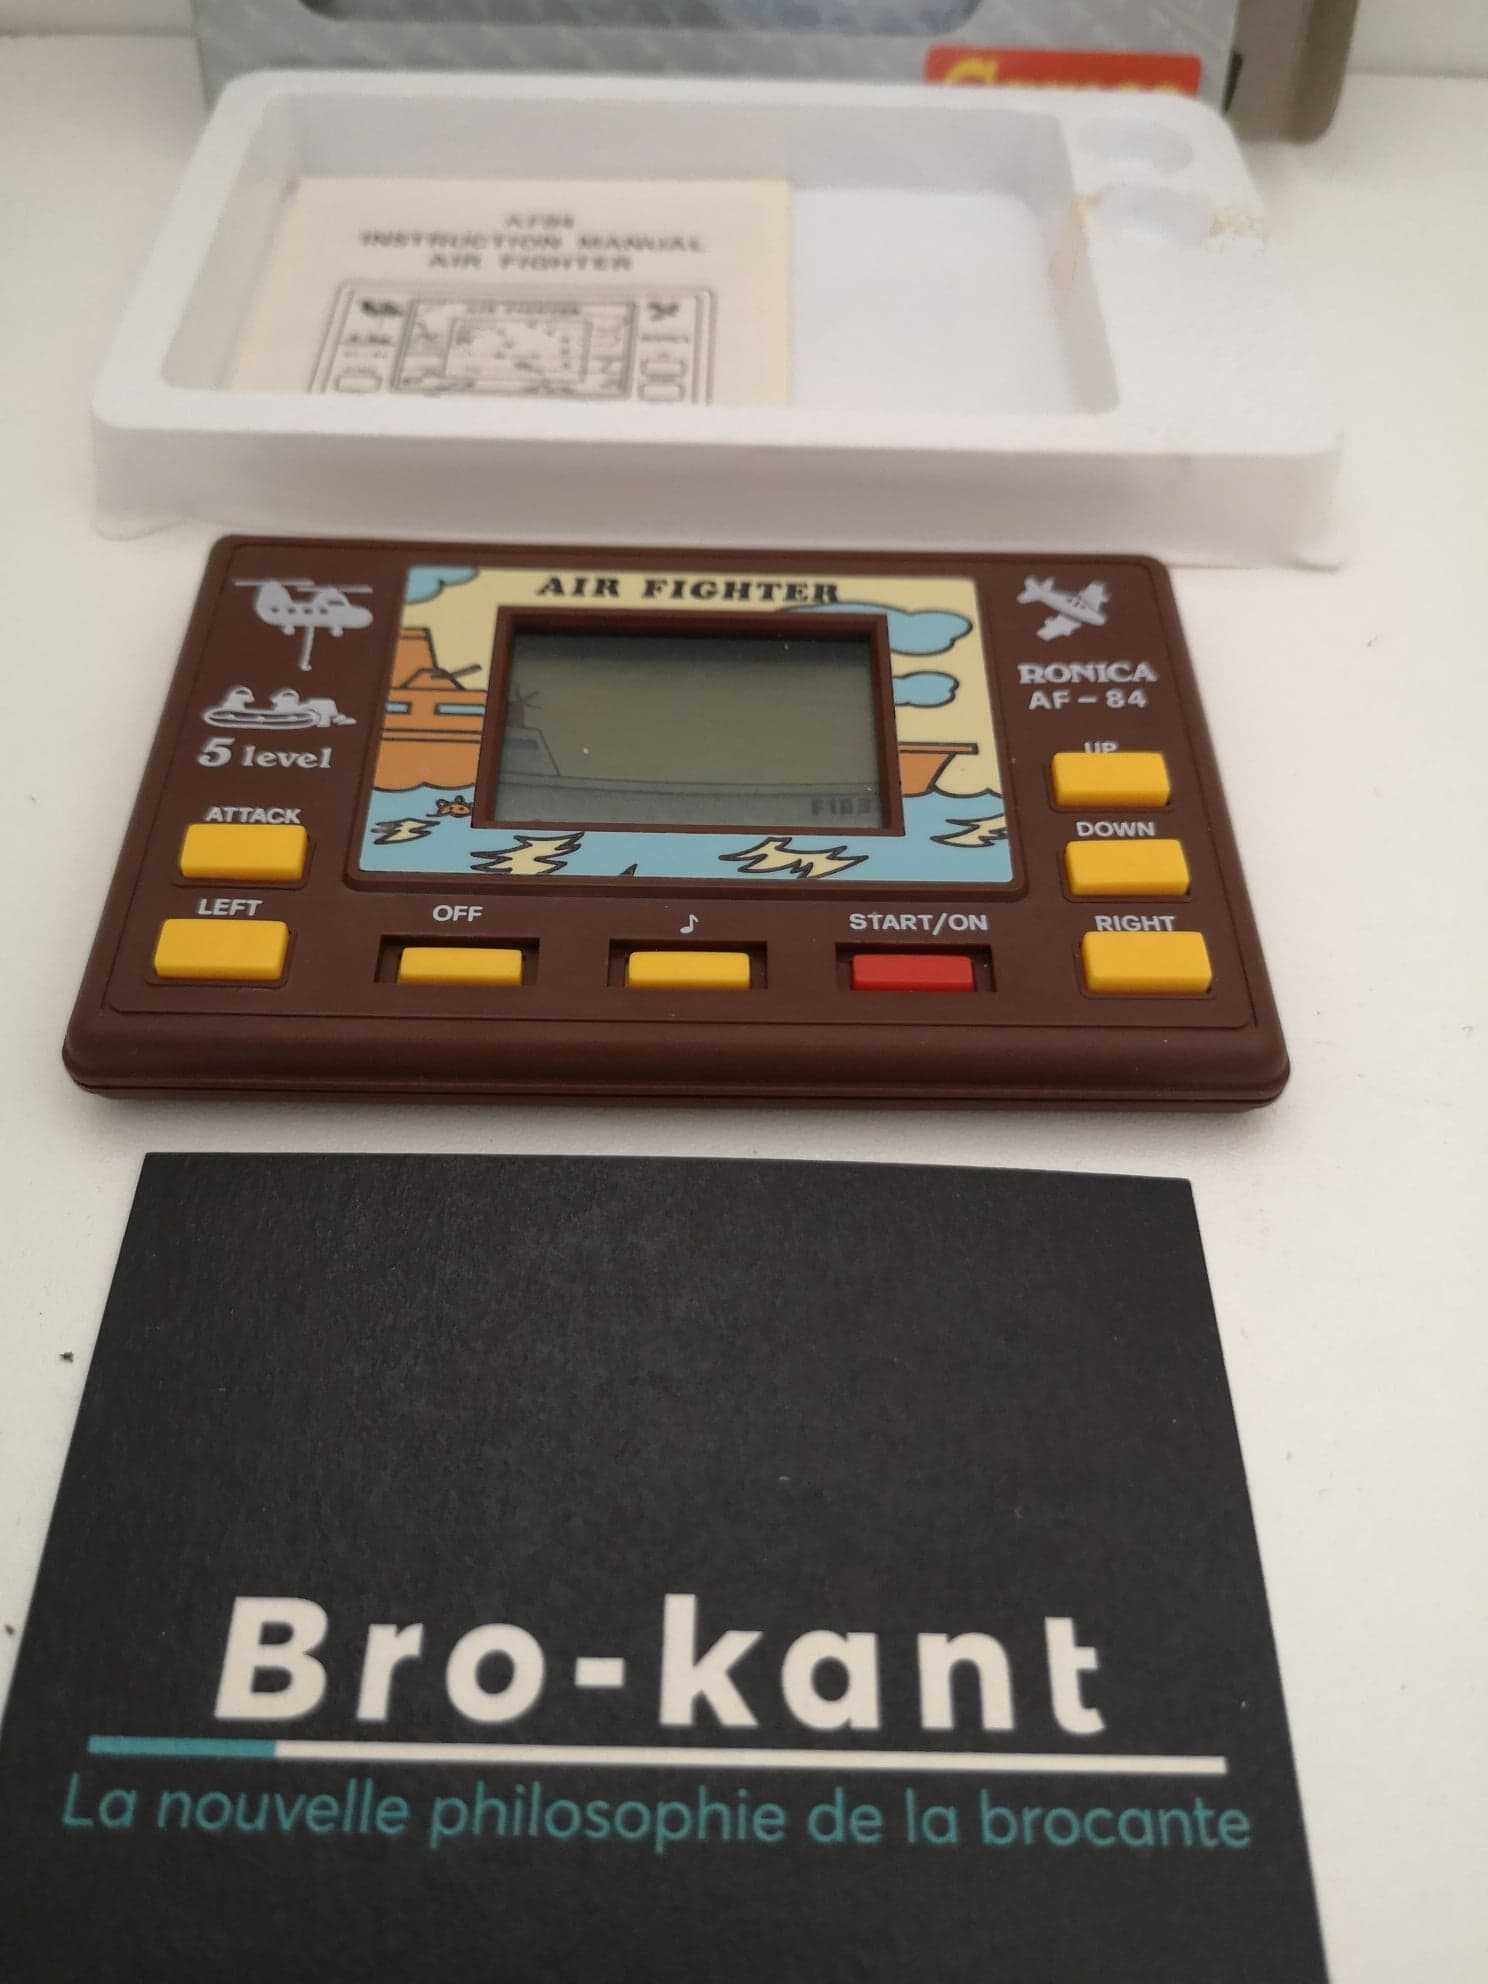 AF84
INSTRUCTION MANUAL
AIR FIGHTER
AIR FIGHTER
RONICA
AF-84
5 level
UP
ATTACK
DOWN
LEFT
OFF
♪
START/ON
RIGHT
Bro-kant
La nouvelle philosophie de la brocante